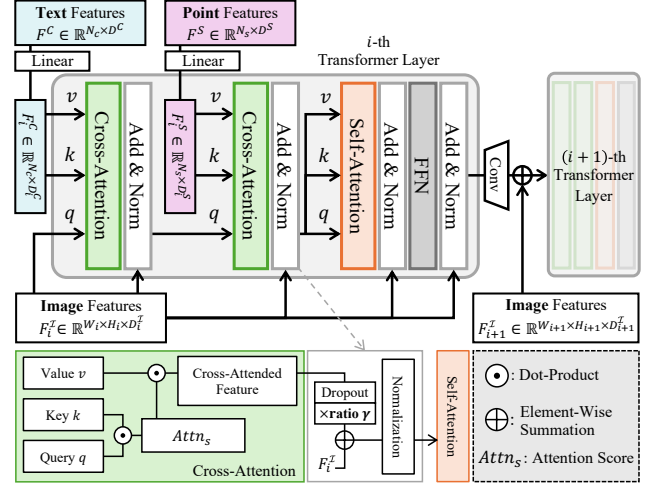 Text Features
F^C ∈ ℝ^{N_c×D^C}
Point Features
F^S ∈ ℝ^{N_s×D^S}
Linear
Linear
i-th
Transformer Layer
F_i^C ∈ ℝ^{N_c×D_i^C}
v
k
q
Cross-Attention
Add & Norm
F_i^S ∈ ℝ^{N_s×D_i^S}
v
k
q
Cross-Attention
Add & Norm
v
k
q
Self-Attention
Add & Norm
FFN
Add & Norm
Conv
(i + 1)-th
Transformer
Layer
Image Features
F_i^ℐ ∈ ℝ^{W_i×H_i×D_i^ℐ}
Image Features
F_{i+1}^ℐ ∈ ℝ^{W_{i+1}×H_{i+1}×D_{i+1}^ℐ}
Value v
Key k
Query q
Cross-Attended
Feature
Attn_s
Cross-Attention
Dropout
×ratio γ
F_i^ℐ
Normalization
Self-Attention
: Dot-Product
: Element-Wise
Summation
Attn_s : Attention Score